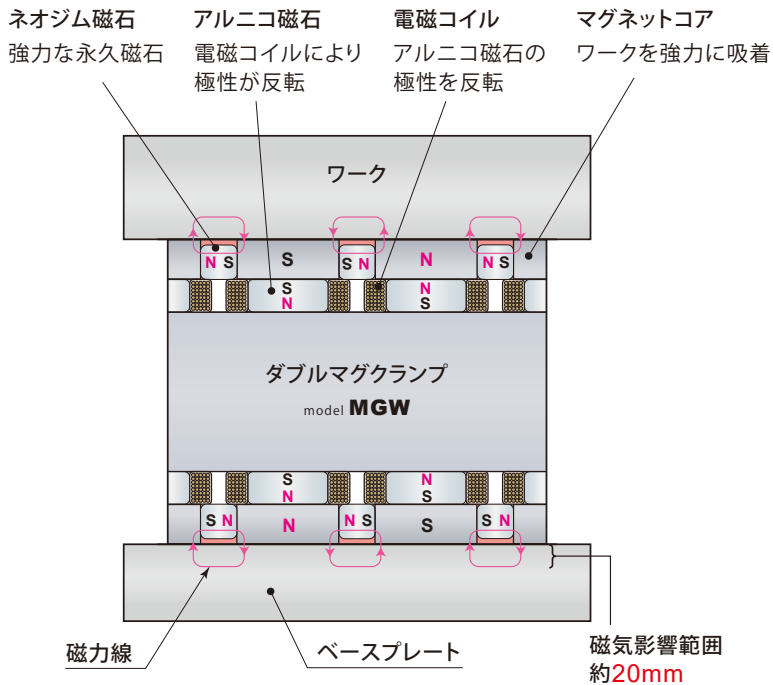 ネオジム磁石
強力な永久磁石
アルニコ磁石
電磁コイルにより
極性が反転
電磁コイル
アルニコ磁石の
極性を反転
マグネットコア
ワークを強力に吸着
ワーク
N S S S N N N S
S N
N S
ダブルマグクランプ
model MGW
S N
N S
S N N N S S S N
磁力線
ベースプレート
磁気影響範囲
約20mm